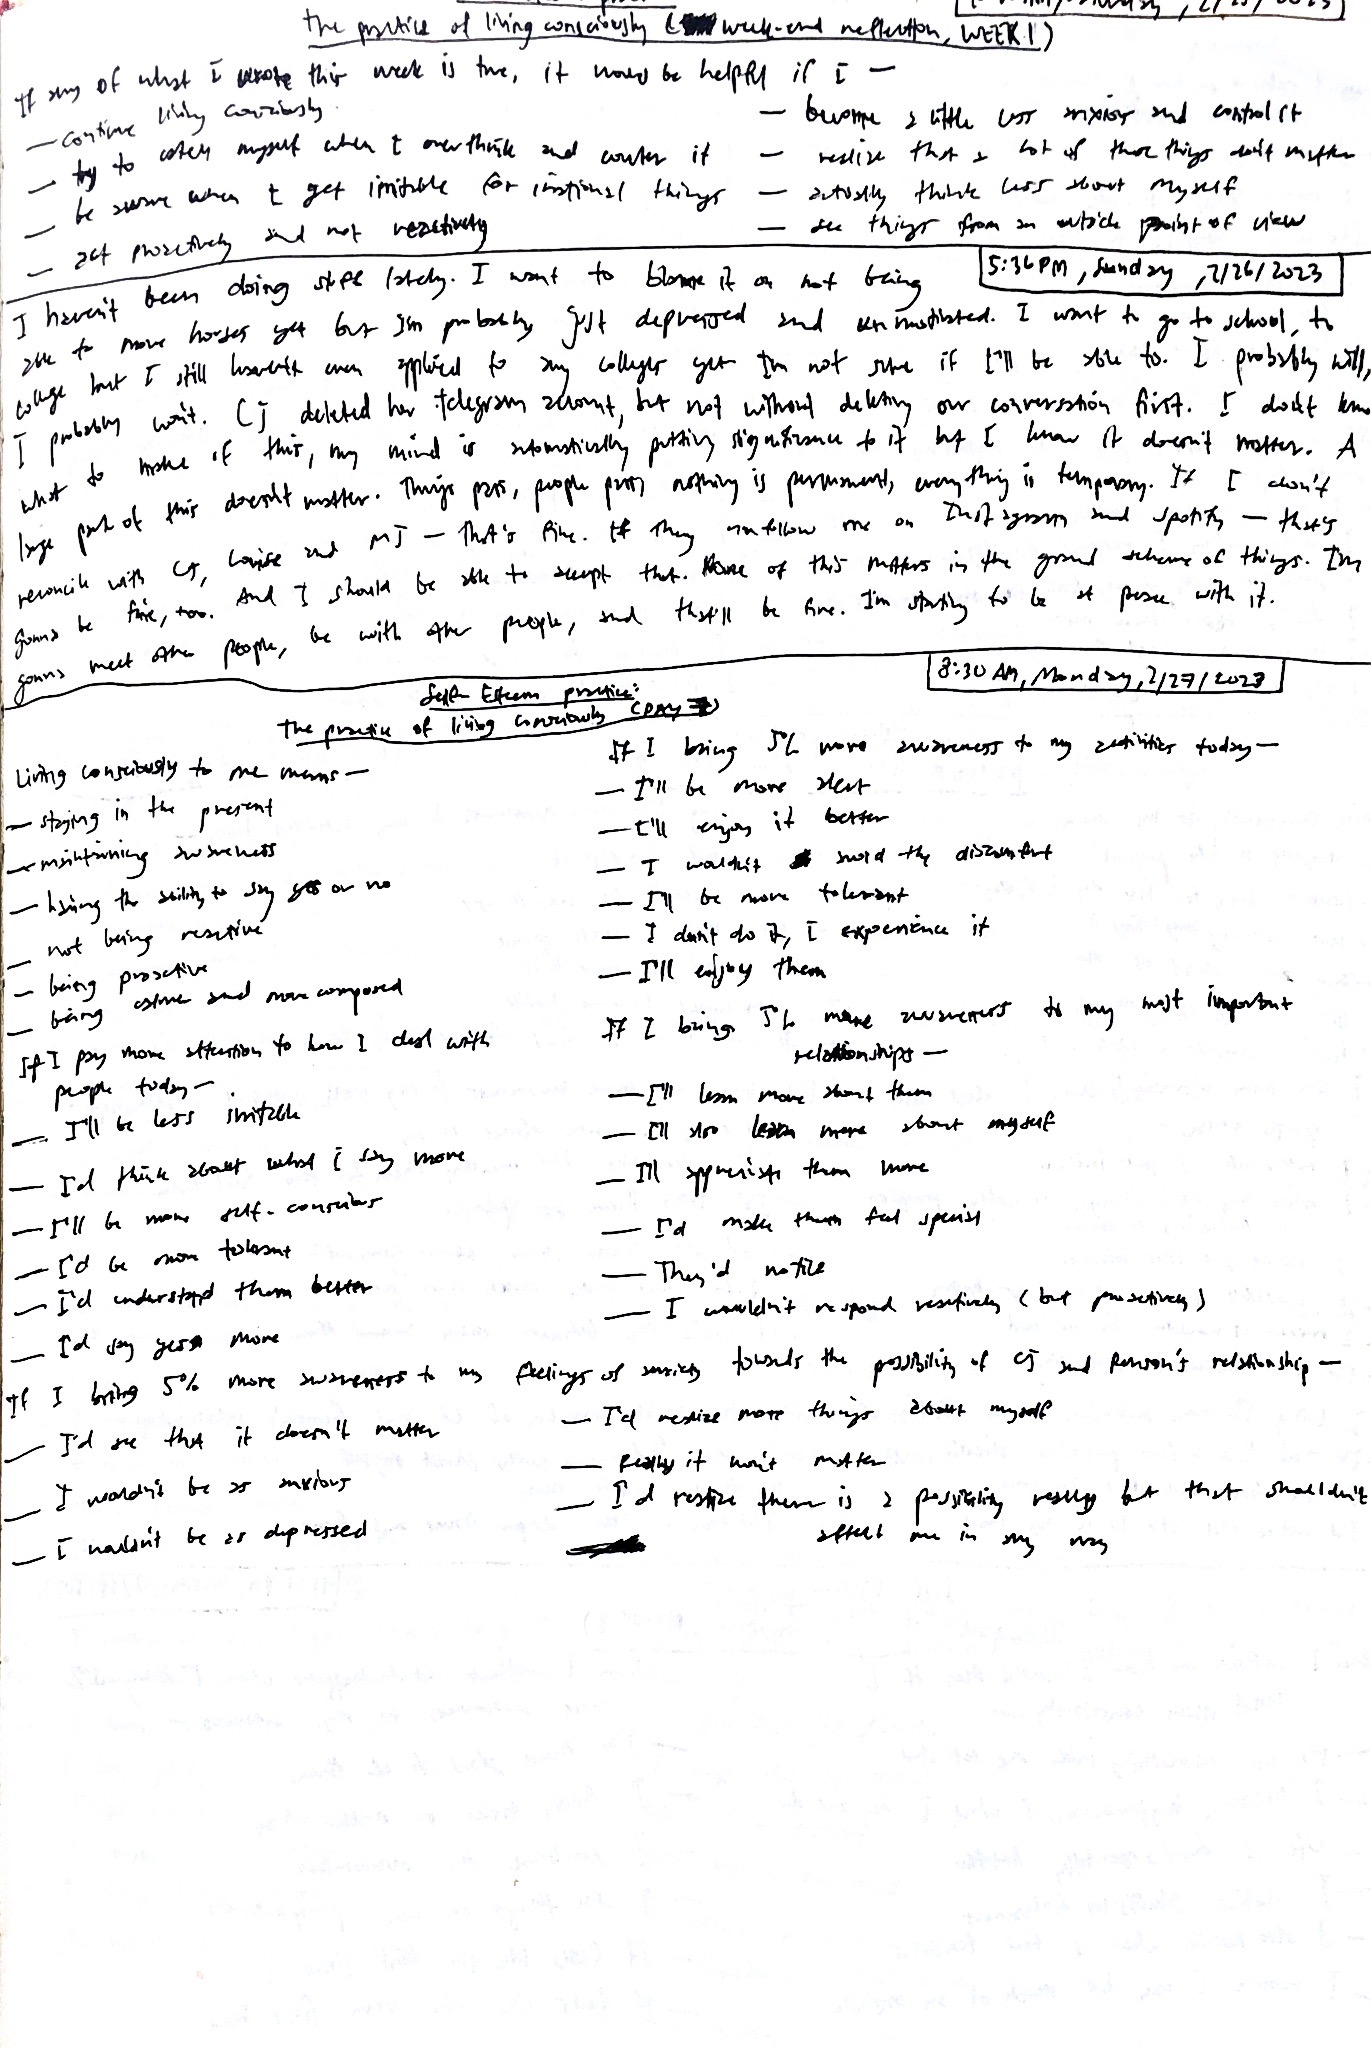 The practice of living consciously (week-end reflection, WEEK 1)
If any of what I wrote this week is true, it would be helpful if I —
— continue living consciously.
— try to catch myself when I overthink and counter it
— be aware when I get irritable for irrational things
— act proactively and not reactively
— become a little less anxious and control it
— realize that a lot of these things don't matter
— actually think less about myself
— see things from an outside point of view
5:36 PM, Sunday, 2/26/2023
I haven't been doing stuff lately. I want to blame it on not being
able to move houses yet but I'm probably just depressed and unmotivated. I want to go to school, to
college but I still haven't even applied to any colleges yet I'm not sure if I'll be able to. I probably will,
I probably won't. CJ deleted her Telegram account, but not without deleting our conversation first. I don't know
what to make of this, my mind is automatically putting significance to it but I know it doesn't matter. A
large part of this doesn't matter. Things pass, people pass, nothing is permanent, everything is temporary. If I don't
reconcile with CJ, Louise and MJ — that's fine. If they unfollow me on Instagram and spotify — that's
gonna be fine, too. And I should be able to accept that. None of this matters in the grand scheme of things. I'm
gonna meet other people, be with other people, and that'll be fine. I'm starting to be at peace with it.
8:30 AM, Monday, 2/27/2023
Self-Esteem practice:
The practice of living consciously (DAY 7)
Living consciously to me means —
— staying in the present
— maintaining awareness
— having the ability to say yes or no
— not being reactive
— being proactive
— being calmer and more composed
If I pay more attention to how I deal with
people today —
— I'll be less irritable
— I'd think about what I say more
— I'll be more self-conscious
— I'd be more tolerant
— I'd understand them better
— I'd say yes more
If I bring 5% more awareness to my activities today —
— I'll be more alert
— I'll enjoy it better
— I wouldn't avoid the discomfort
— I'll be more tolerant
— I don't do it, I experience it
— I'll enjoy them
If I bring 5% more awareness to my most important
relationships —
— I'll learn more about them
— I'll also learn more about myself
— I'll appreciate them more
— I'd make them feel special
— They'd notice
— I wouldn't respond reactively (but proactively)
If I bring 5% more awareness to my feelings of anxiety towards the possibility of CJ and Ranson's relationship —
— I'd see that it doesn't matter
— I wouldn't be as anxious
— I wouldn't be as depressed
— I'd realize more things about myself
— Really it won't matter
— I'd realize there is a possibility really but that shouldn't
affect me in any way